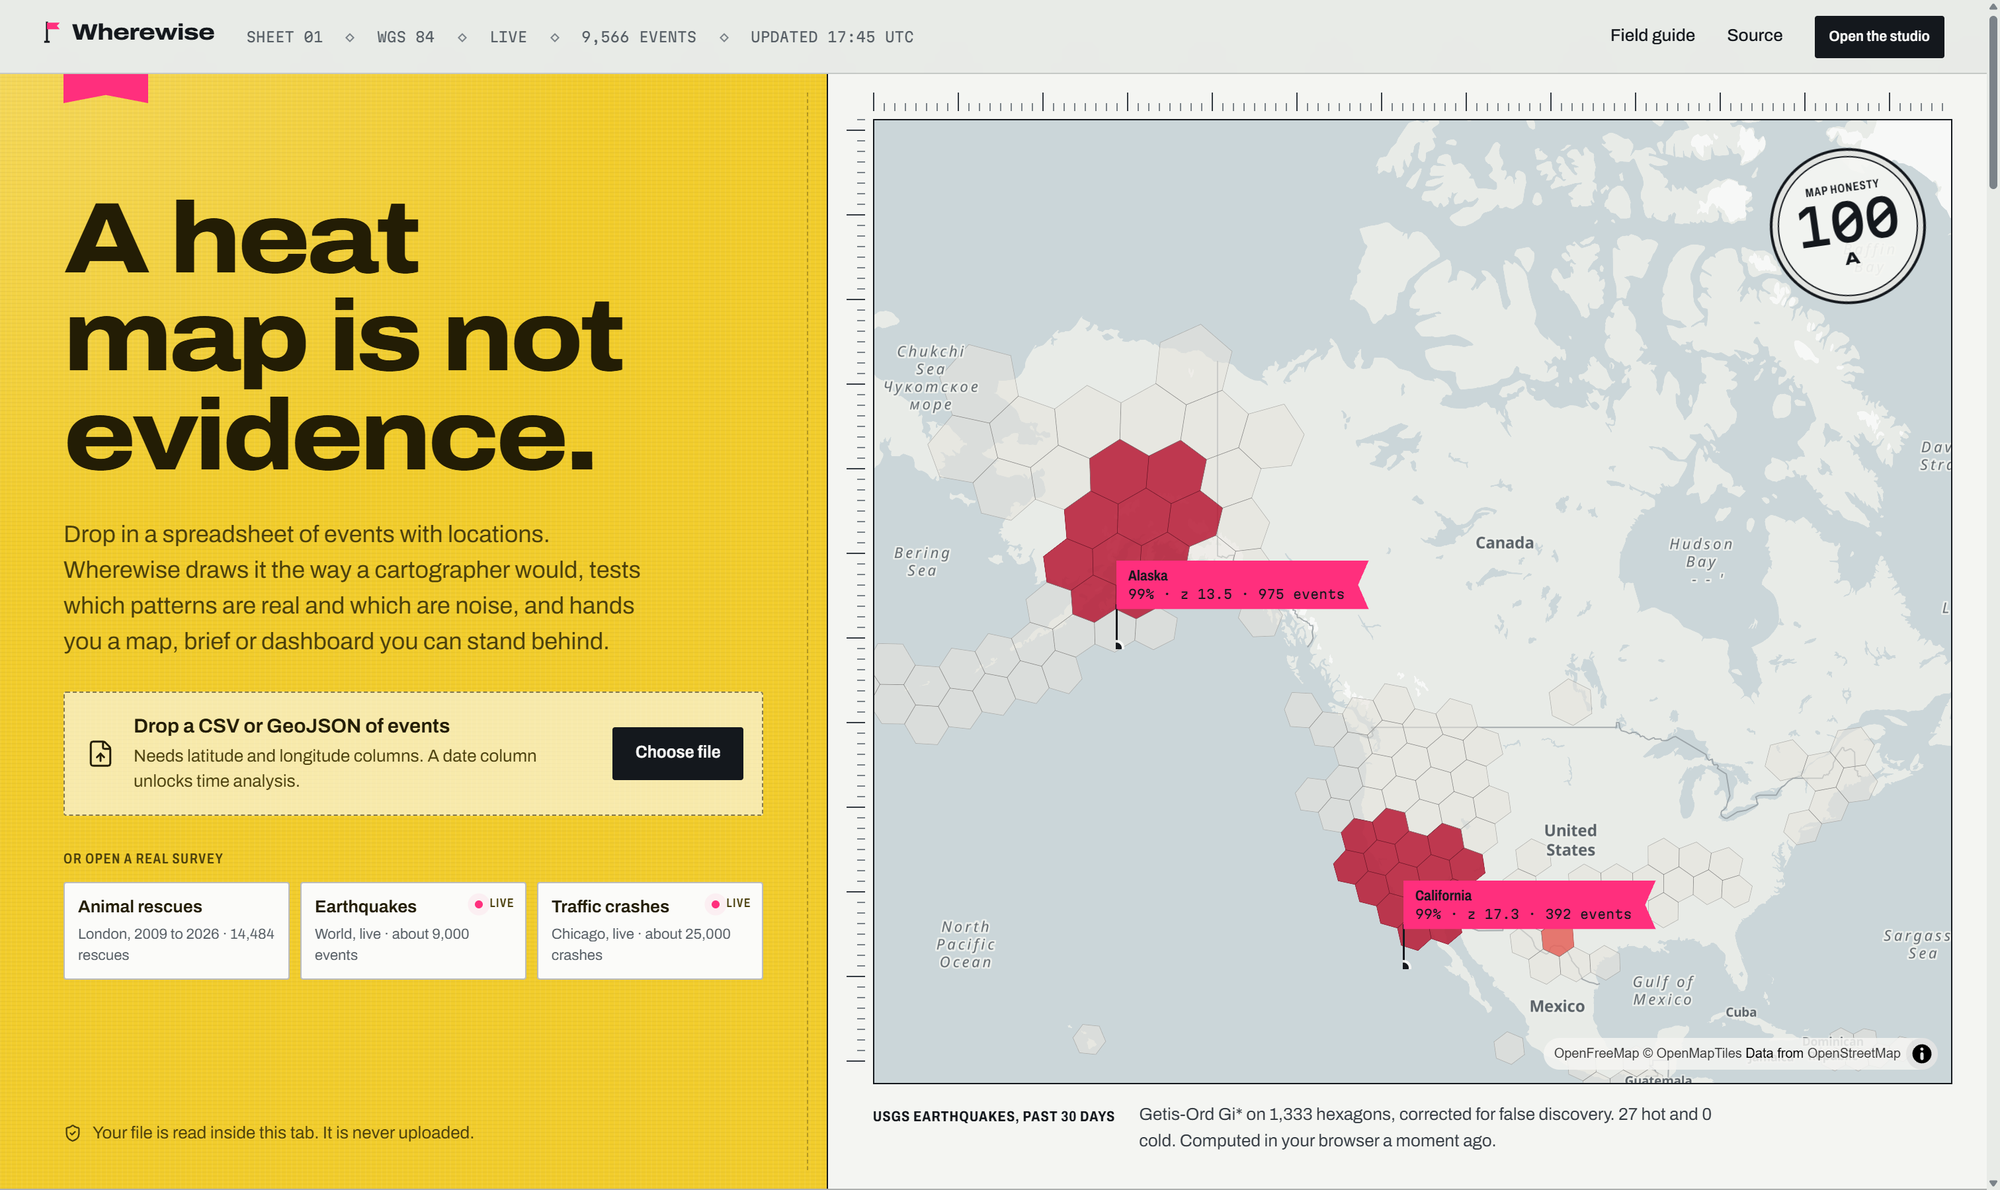 Wherewise
SHEET 01 ◇ WGS 84 ◇ LIVE ◇ 9,566 EVENTS ◇ UPDATED 17:45 UTC
Field guide
Source
Open the studio
A heat
map is not
evidence.
Drop in a spreadsheet of events with locations.
Wherewise draws it the way a cartographer would, tests
which patterns are real and which are noise, and hands
you a map, brief or dashboard you can stand behind.
Drop a CSV or GeoJSON of events
Needs latitude and longitude columns. A date column
unlocks time analysis.
Choose file
OR OPEN A REAL SURVEY
Animal rescues
London, 2009 to 2026 · 14,484
rescues
Earthquakes
LIVE
World, live · about 9,000
events
Traffic crashes
LIVE
Chicago, live · about 25,000
crashes
Your file is read inside this tab. It is never uploaded.
MAP HONESTY
100
A
Chukchi
Sea
Чукотское
море
Bering
Sea
Alaska
99% · z 13.5 · 975 events
Canada
Hudson
Bay
United
States
California
99% · z 17.3 · 392 events
North
Pacific
Ocean
Gulf of
Mexico
Mexico
Cuba
Sea
Guatemala
OpenFreeMap © OpenMapTiles Data from OpenStreetMap
USGS EARTHQUAKES, PAST 30 DAYS
Getis-Ord Gi* on 1,333 hexagons, corrected for false discovery. 27 hot and 0
cold. Computed in your browser a moment ago.